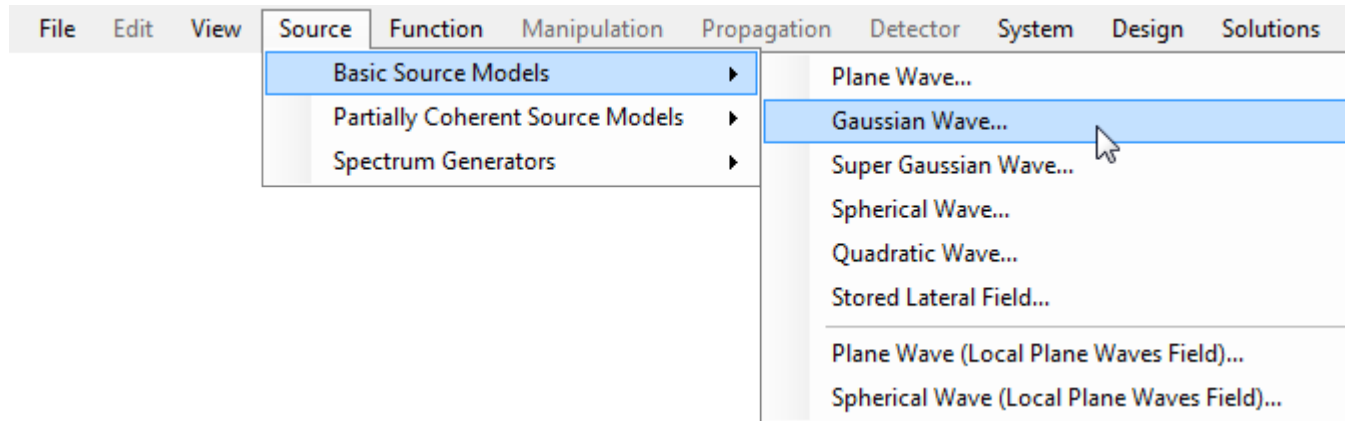 File Edit View Source Function Manipulation Propagation Detector System Design Solutions
Basic Source Models
Partially Coherent Source Models
Spectrum Generators
Plane Wave...
Gaussian Wave...
Super Gaussian Wave...
Spherical Wave...
Quadratic Wave...
Stored Lateral Field...
Plane Wave (Local Plane Waves Field)...
Spherical Wave (Local Plane Waves Field)...